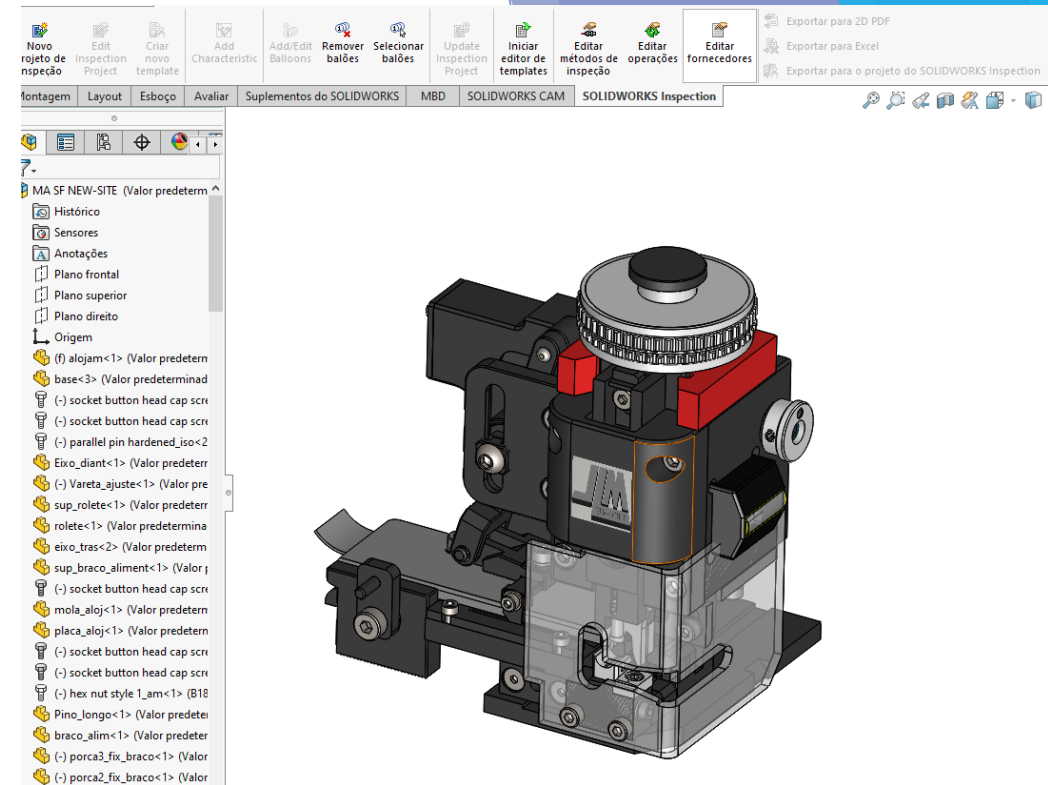 Novo
rojeto de
nspeção
Edit
Inspection
Project
Criar
novo
template
Add
Characteristic
Add/Edit
Balloons
Remover
balões
Selecionar
balões
Update
Inspection
Project
Iniciar
editor de
templates
Editar
métodos de
inspeção
Editar
operações
Editar
fornecedores
Exportar para 2D PDF
Exportar para Excel
Exportar para o projeto do SOLIDWORKS Inspection
Montagem Layout Esboço Avaliar Suplementos do SOLIDWORKS MBD SOLIDWORKS CAM SOLIDWORKS Inspection
MA SF NEW-SITE (Valor predeterm
Histórico
Sensores
Anotações
Plano frontal
Plano superior
Plano direito
Origem
(f) alojam<1> (Valor predetern
base<3> (Valor predeterminad
(-) socket button head cap scre
(-) socket button head cap scre
(-) parallel pin hardened_iso<2
Eixo_diant<1> (Valor predeterr
(-) Vareta_ajuste<1> (Valor pre
sup_rolete<1> (Valor predeterr
rolete<1> (Valor predetermina
eixo_tras<2> (Valor predeterm
sup_braco_aliment<1> (Valor p
(-) socket button head cap scre
mola_aloj<1> (Valor predetern
placa_aloj<1> (Valor predetern
(-) socket button head cap scre
(-) socket button head cap scre
(-) hex nut style 1_am<1> (B18
Pino_longo<1> (Valor predeter
braco_alim<1> (Valor predeter
(-) porca3_fix_braco<1> (Valor
(-) porca2_fix_braco<1> (Valor